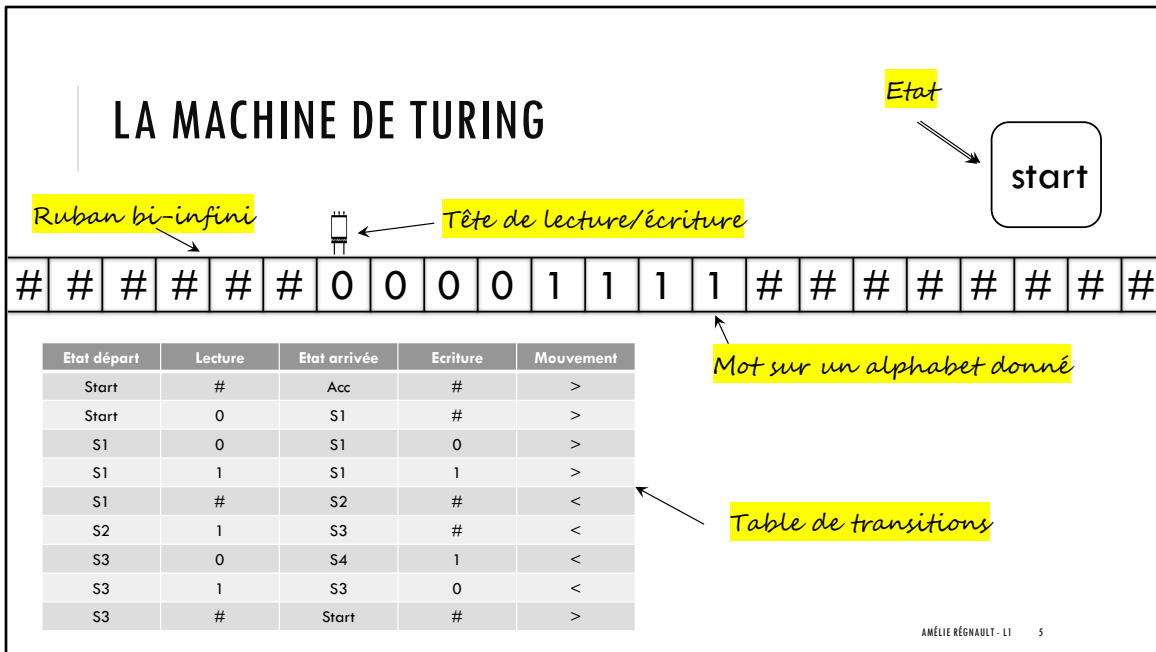 LA MACHINE DE TURING
Etat
start
Ruban bi-infini
Tête de lecture/écriture
# # # # # # 0 0 0 0 1 1 1 1 # # # # # # # #
Mot sur un alphabet donné
Etat départ Lecture Etat arrivée Ecriture Mouvement
Start # Acc # >
Start 0 S1 # >
S1 0 S1 0 >
S1 1 S1 1 >
S1 # S2 # <
S2 1 S3 # <
S3 0 S4 1 <
S3 1 S3 0 <
S3 # Start # >
Table de transitions
AMÉLIE RÉGNAULT - L1 5